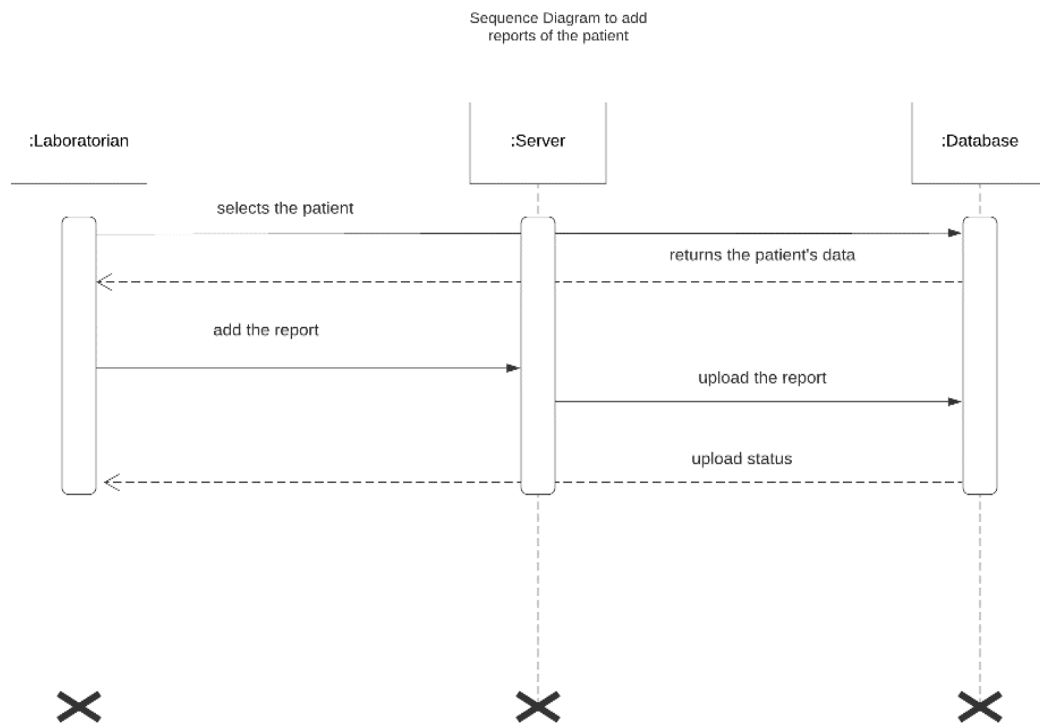 Sequence Diagram to add
reports of the patient
:Laboratorian
:Server
:Database
selects the patient
returns the patient's data
add the report
upload the report
upload status